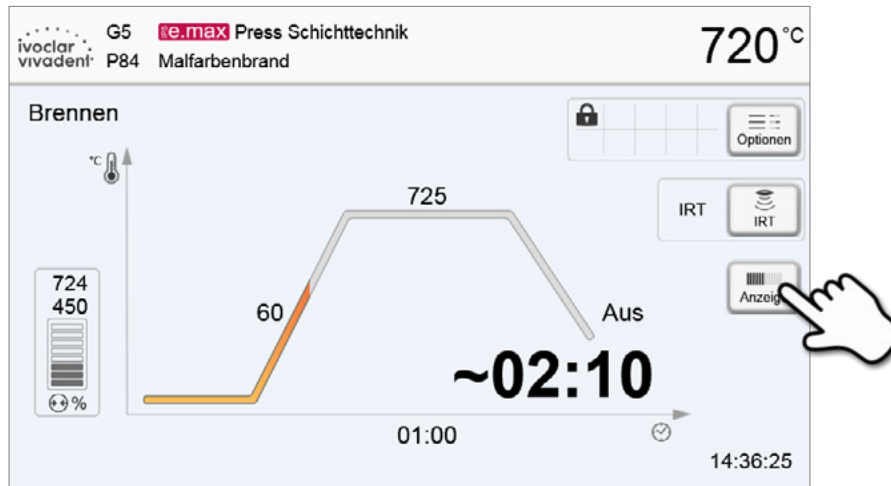 ivoclar
vivadent
G5 IPS e.max Press Schichttechnik
P84 Malfarbenbrand
720 °C
Brennen
Optionen
°C
725
IRT
IRT
724
450
60
Aus
Anzeige
~02:10
%
01:00
14:36:25